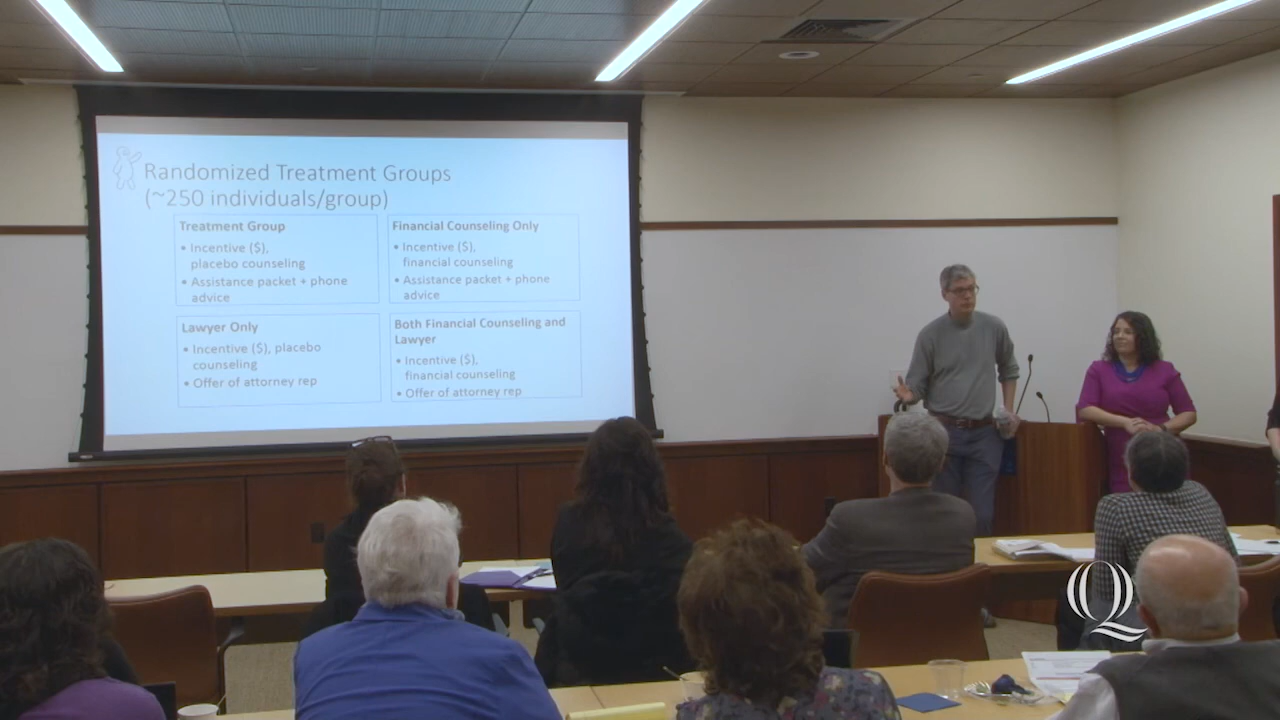 Randomized Treatment Groups
(~250 individuals/group)
Treatment Group
• Incentive ($),
placebo counseling
• Assistance packet + phone
advice
Financial Counseling Only
• Incentive ($),
financial counseling
• Assistance packet + phone
advice
Lawyer Only
• Incentive ($), placebo
counseling
• Offer of attorney rep
Both Financial Counseling and
Lawyer
• Incentive ($),
financial counseling
• Offer of attorney rep
Q